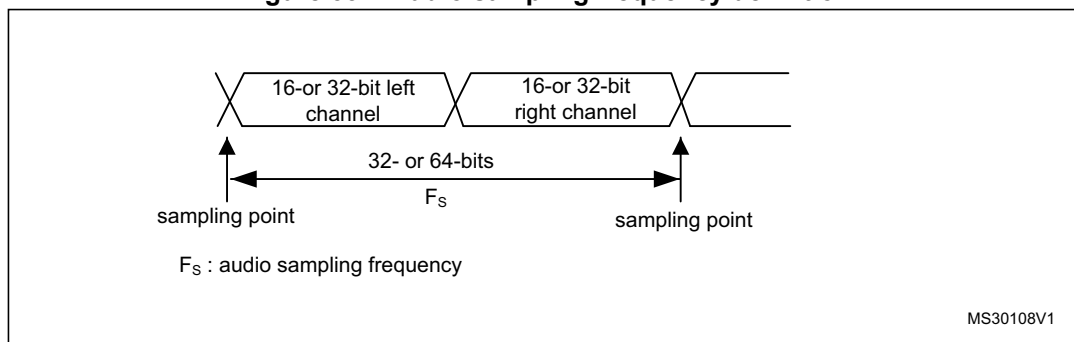 16-or 32-bit left
channel
16-or 32-bit
right channel
32- or 64-bits
FS
sampling point
sampling point
FS : audio sampling frequency
MS30108V1